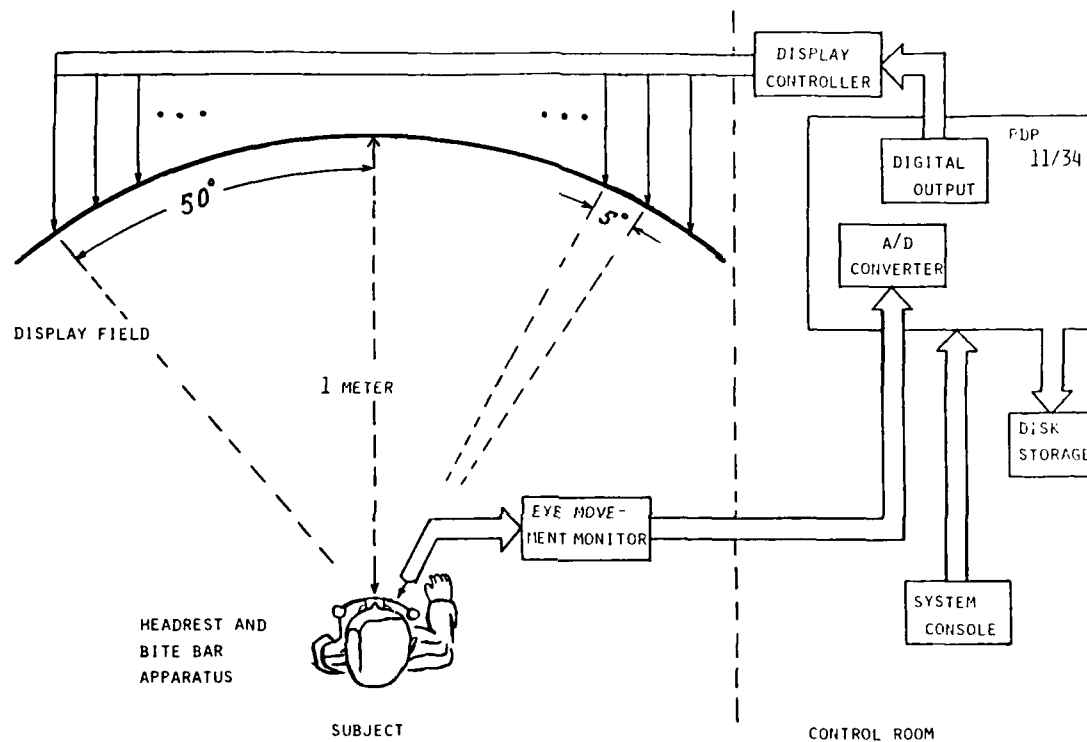 DISPLAY
CONTROLLER
PDP
11/34
DIGITAL
OUTPUT
50°
5°
A/D
CONVERTER
DISPLAY FIELD
1 METER
DISK
STORAGE
EYE MOVE-
MENT MONITOR
SYSTEM
CONSOLE
HEADREST AND
BITE BAR
APPARATUS
SUBJECT
CONTROL ROOM